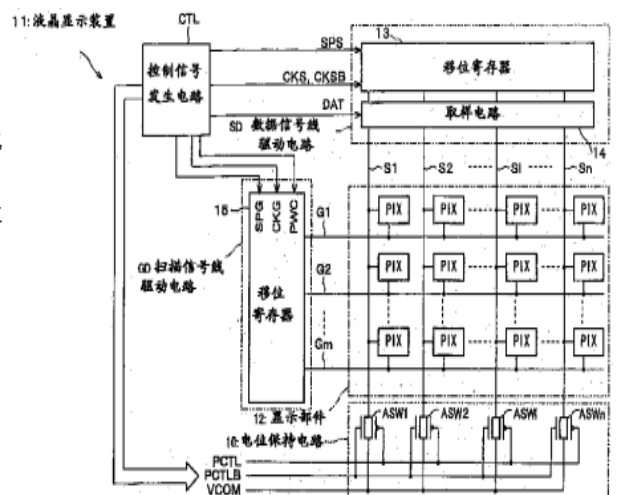 11:液晶显示装置
CTL
控制信号
发生电路
SPS
CKS, CKSB
DAT
13
移位寄存器
取样电路
14
SD 数据信号线
驱动电路
S1 S2 Si Sn
15
SPG
CKG
PWC
移位
寄存器
GD 扫描信号线
驱动电路
G1
PIX PIX PIX PIX
G2
PIX PIX PIX PIX
Gm
PIX PIX PIX PIX
12:显示部件
16:电位保持电路
ASW1 ASW2 ASWi ASWn
PCTL
PCTLB
VCOM